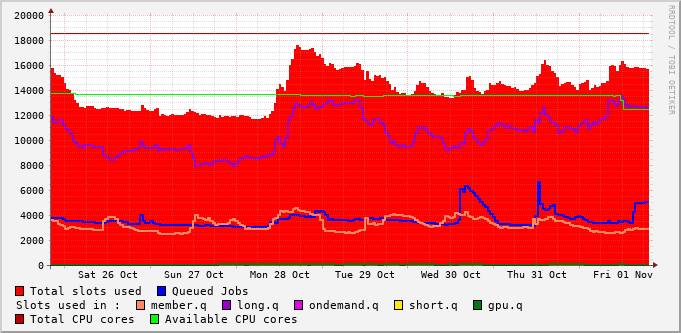 RRDTOOL / TOBI OETIKER
20000
18000
16000
14000
12000
10000
8000
6000
4000
2000
0
Sat 26 Oct Sun 27 Oct Mon 28 Oct Tue 29 Oct Wed 30 Oct Thu 31 Oct Fri 01 Nov
Total slots used Queued Jobs
Slots used in : member.q long.q ondemand.q short.q gpu.q
Total CPU cores Available CPU cores